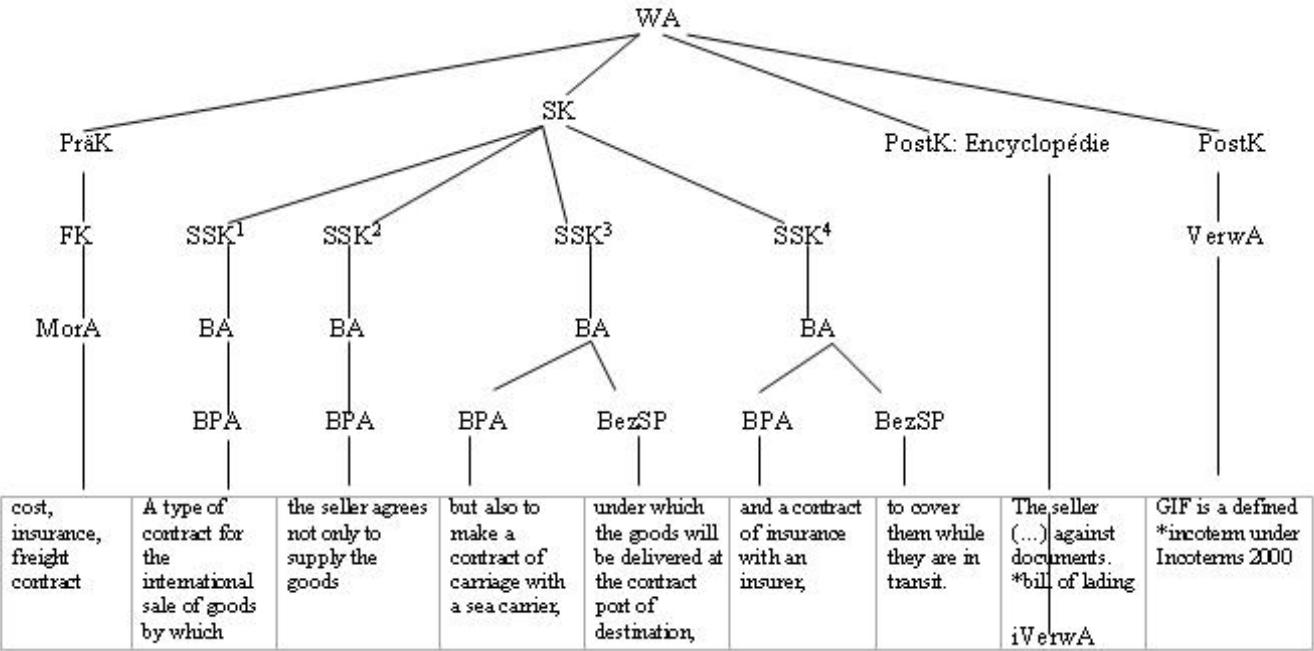 WA
SK
PräK
PostK: Encyclopédie
PostK
FK
SSK¹
SSK²
SSK³
SSK⁴
VerwA
MorA
BA
BA
BA
BA
BPA
BPA
BPA
BezSP
BPA
BezSP
cost,
insurance,
freight
contract
A type of
contract for
the
international
sale of goods
by which
the seller agrees
not only to
supply the
goods
but also to
make a
contract of
carriage with
a sea carrier,
under which
the goods will
be delivered at
the contract
port of
destination,
and a contract
of insurance
with an
insurer,
to cover
them while
they are in
transit.
The seller
(...) against
documents.
*bill of lading
iVerwA
GIF is a defined
*incoterm under
Incoterms 2000